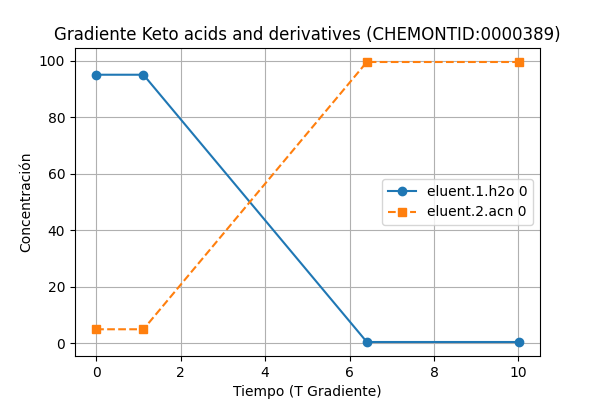 Gradiente Keto acids and derivatives (CHEMONTID:0000389)
100
80
60
40
20
0
Concentración
eluent.1.h2o 0
eluent.2.acn 0
0 2 4 6 8 10
Tiempo (T Gradiente)